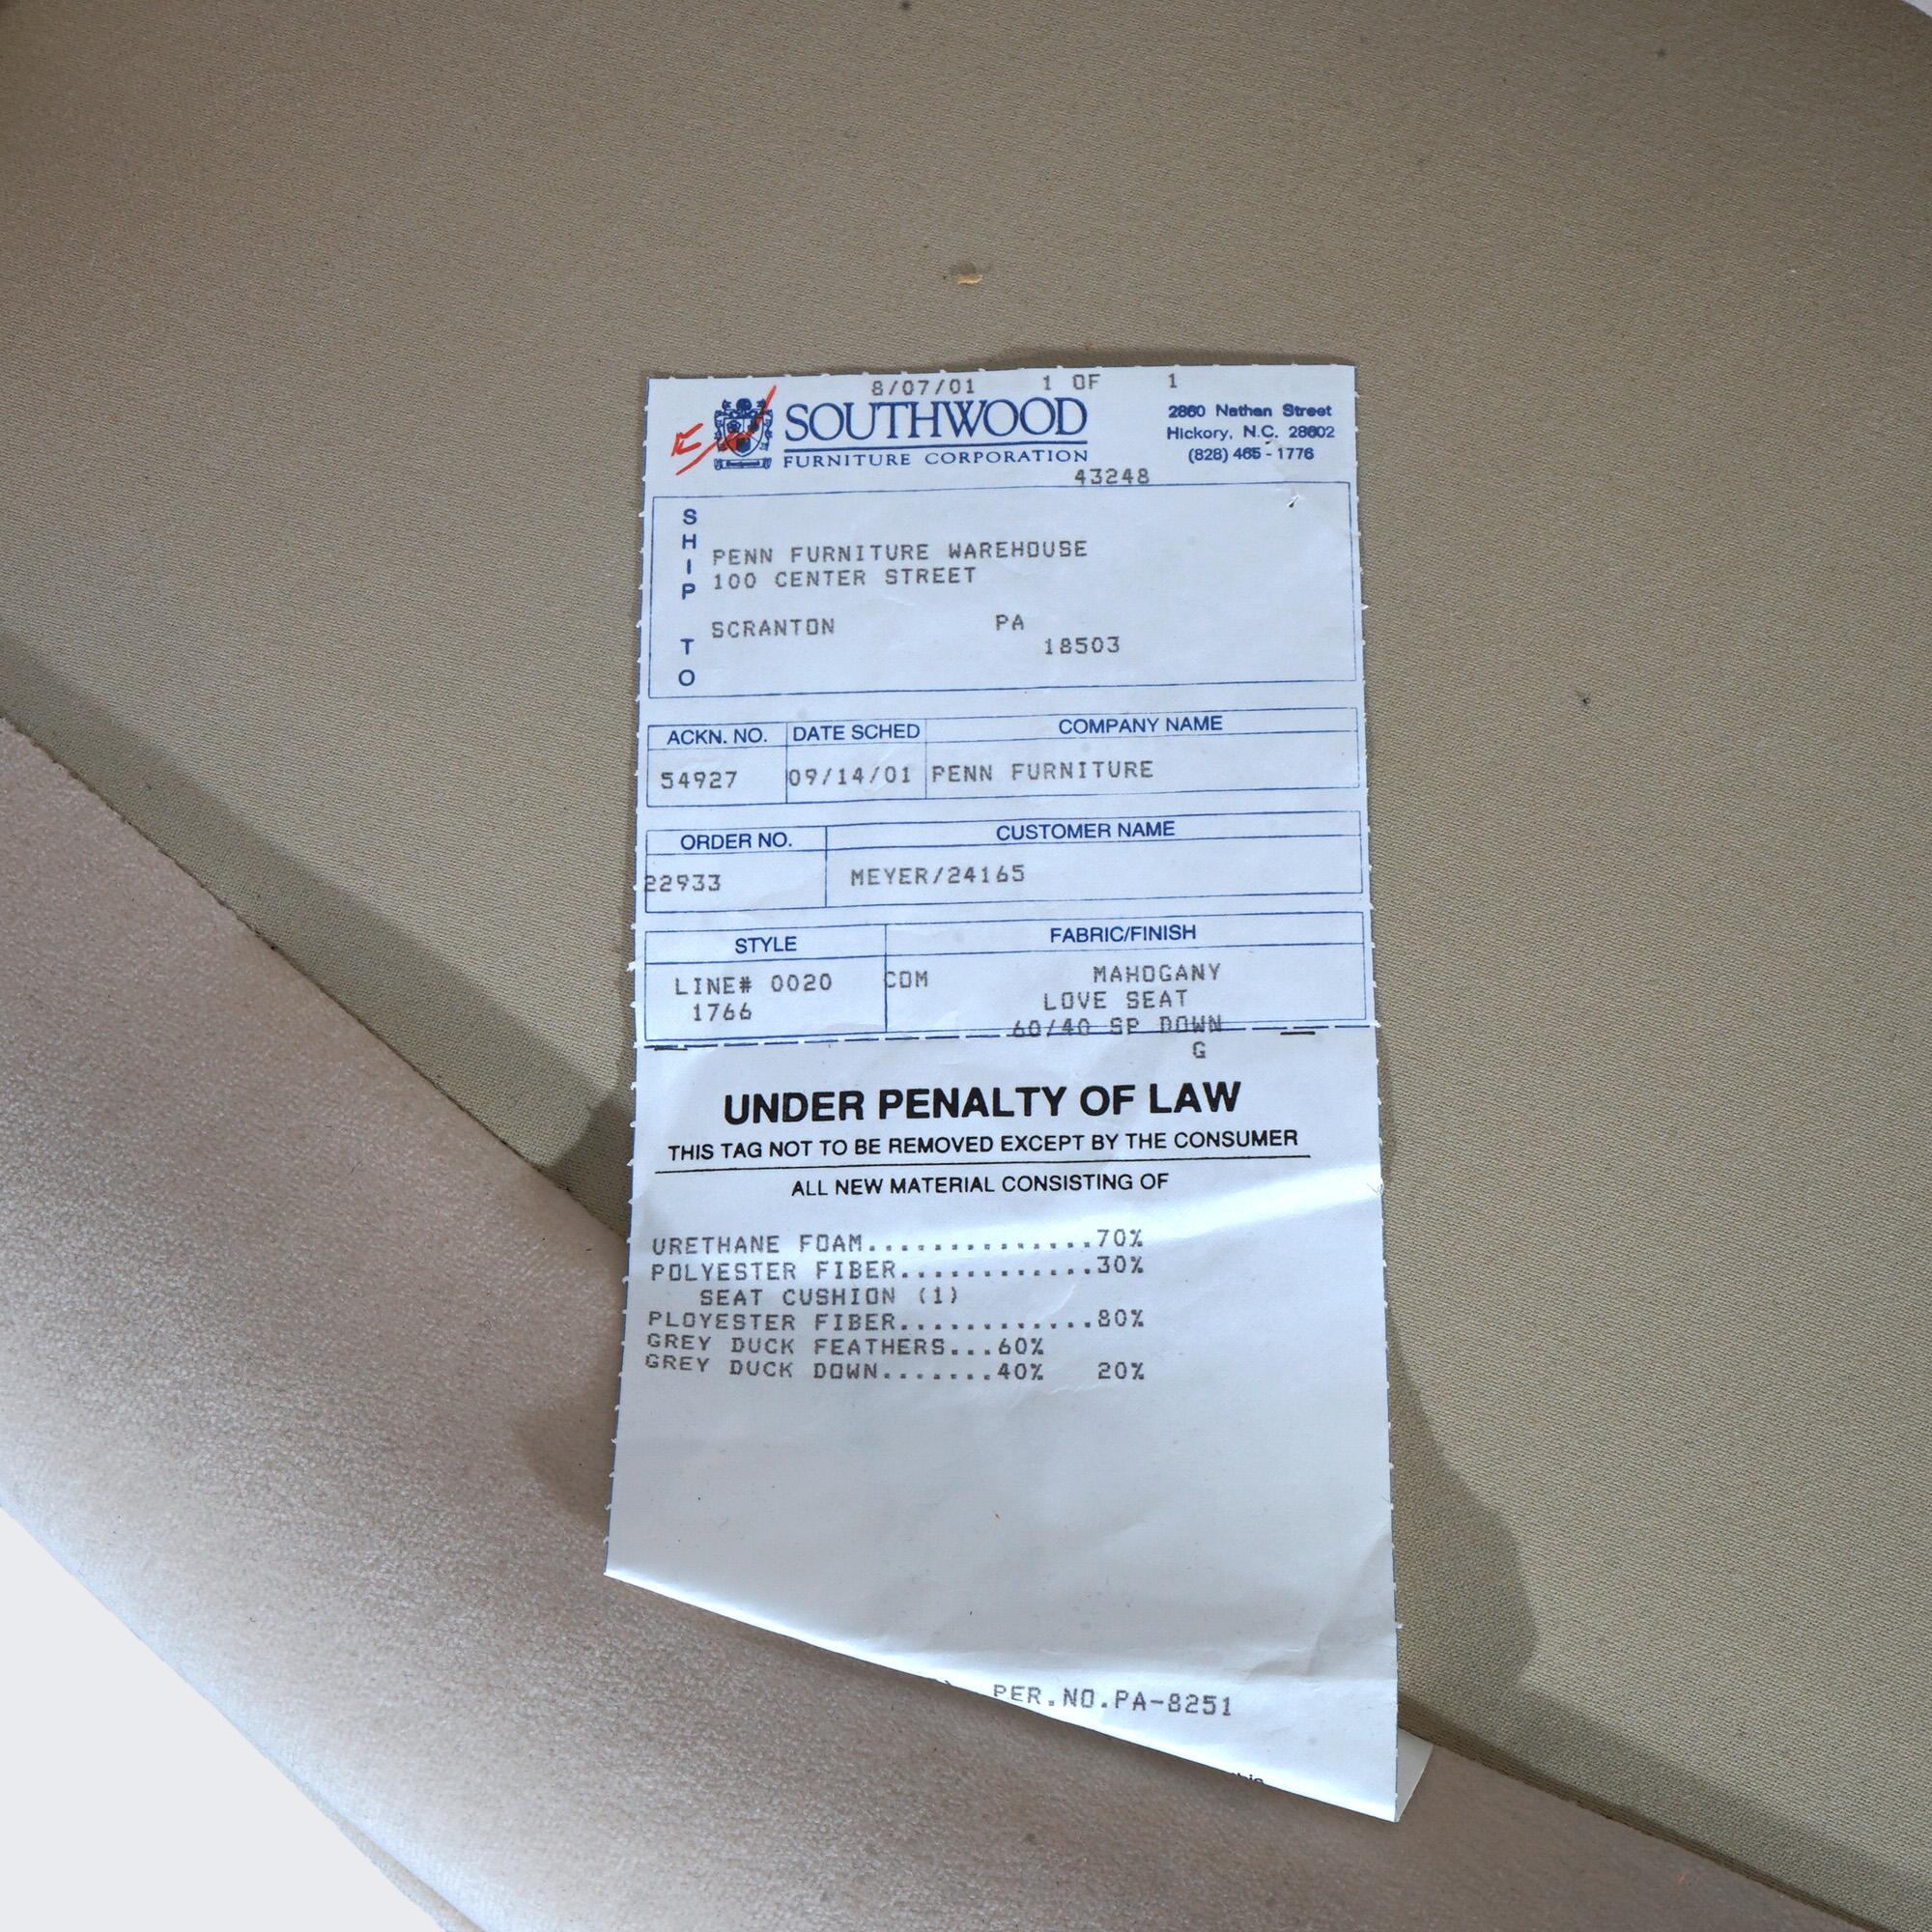 8/07/01 1 OF 1
SOUTHWOOD
FURNITURE CORPORATION
2860 Nathan Street
Hickory, N.C. 28602
(828) 465-1776
43248
SHIP TO
PENN FURNITURE WAREHOUSE
100 CENTER STREET
SCRANTON PA
18503
ACKN. NO. DATE SCHED COMPANY NAME
54927 09/14/01 PENN FURNITURE
ORDER NO. CUSTOMER NAME
22933 MEYER/24165
STYLE FABRIC/FINISH
LINE# 0020 COM MAHOGANY
1766 LOVE SEAT
60/40 SP DOWN
G
UNDER PENALTY OF LAW
THIS TAG NOT TO BE REMOVED EXCEPT BY THE CONSUMER
ALL NEW MATERIAL CONSISTING OF
URETHANE FOAM..............70%
POLYESTER FIBER............30%
SEAT CUSHION (1)
PLOYESTER FIBER............80%
GREY DUCK FEATHERS...60%
GREY DUCK DOWN.......40% 20%
PER.NO.PA-8251